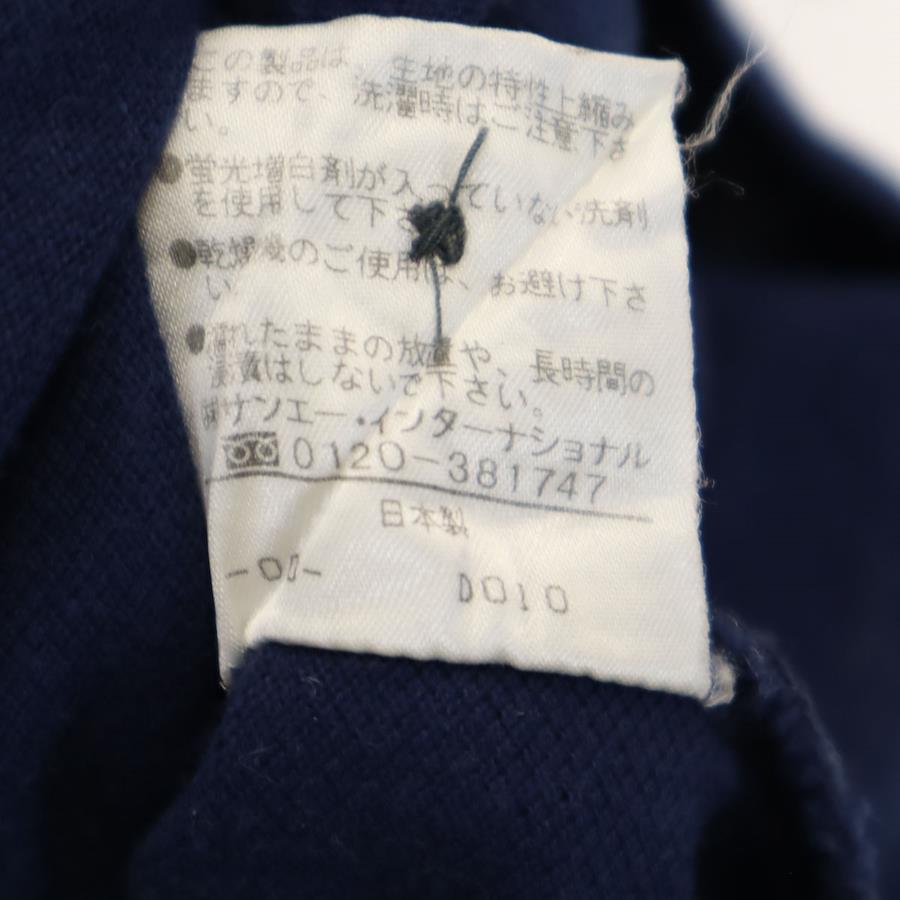 この製品は、生地の特性上縮み
ますので、洗濯時はご注意下さ
い。
●蛍光増白剤が入っていない洗剤
を使用して下さ
●乾燥機のご使用は、お避け下さ
い
●濡れたままの放置や、長時間の
浸漬はしないで下さい。
㈱サンエー・インターナショナル
0120-381747
日本製
-01-
D010